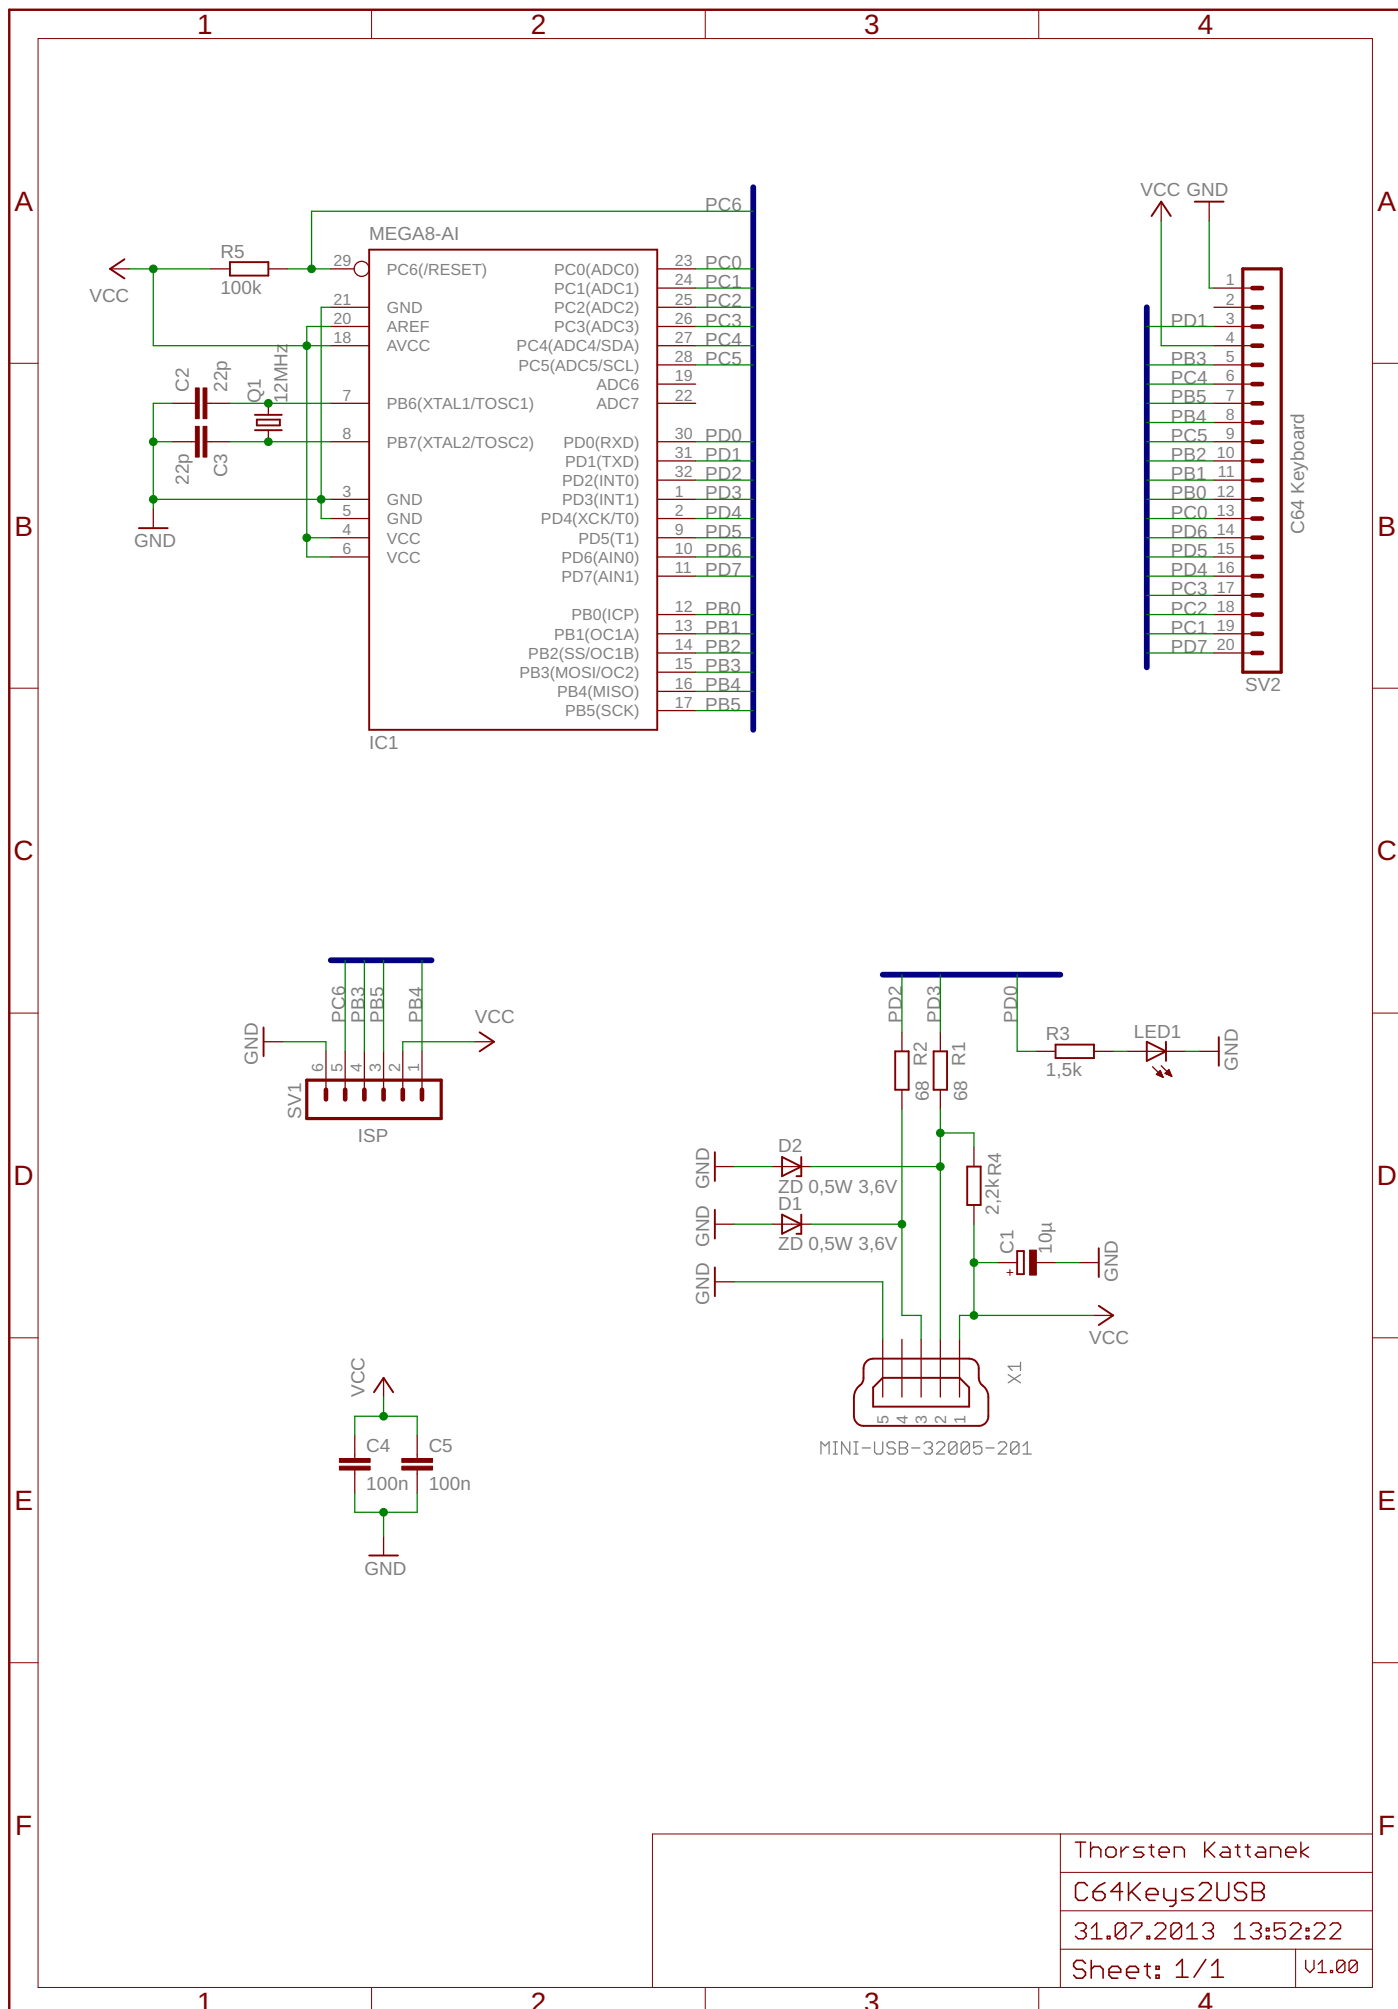 1 2 3 4
A A
VCC GND
PC6
MEGA8-AI
R5
100k
VCC
29 PC6(/RESET)
21 GND
20 AREF
18 AVCC
C2 22p
Q1 12MHz
7 PB6(XTAL1/TOSC1)
8 PB7(XTAL2/TOSC2)
22p C3
3 GND
5 GND
4 VCC
6 VCC
GND
PC0(ADC0) 23 PC0
PC1(ADC1) 24 PC1
PC2(ADC2) 25 PC2
PC3(ADC3) 26 PC3
PC4(ADC4/SDA) 27 PC4
PC5(ADC5/SCL) 28 PC5
ADC6 19
ADC7 22
PD0(RXD) 30 PD0
PD1(TXD) 31 PD1
PD2(INT0) 32 PD2
PD3(INT1) 1 PD3
PD4(XCK/T0) 2 PD4
PD5(T1) 9 PD5
PD6(AIN0) 10 PD6
PD7(AIN1) 11 PD7
PB0(ICP) 12 PB0
PB1(OC1A) 13 PB1
PB2(SS/OC1B) 14 PB2
PB3(MOSI/OC2) 15 PB3
PB4(MISO) 16 PB4
PB5(SCK) 17 PB5
IC1
1
2
PD1 3
4
PB3 5
PC4 6
PB5 7
PB4 8
PC5 9
PB2 10
PB1 11
PB0 12
PC0 13
PD6 14
PD5 15
PD4 16
PC3 17
PC2 18
PC1 19
PD7 20
C64 Keyboard
SV2
B B
C C
PC6 PB3 PB5 PB4
GND
VCC
6 5 4 3 2 1
SV1
ISP
PD2 PD3 PD0
R2 68
R1 68
R3
1,5k
LED1
GND
D D
GND
D2
ZD 0,5W 3,6V
GND
D1
ZD 0,5W 3,6V
GND
2,2k R4
C1 10µ
+
GND
VCC
X1
5 4 3 2 1
MINI-USB-32005-201
VCC
C4 C5
100n 100n
GND
E E
F F
Thorsten Kattanek
C64Keys2USB
31.07.2013 13:52:22
Sheet: 1/1
V1.00
1 2 3 4